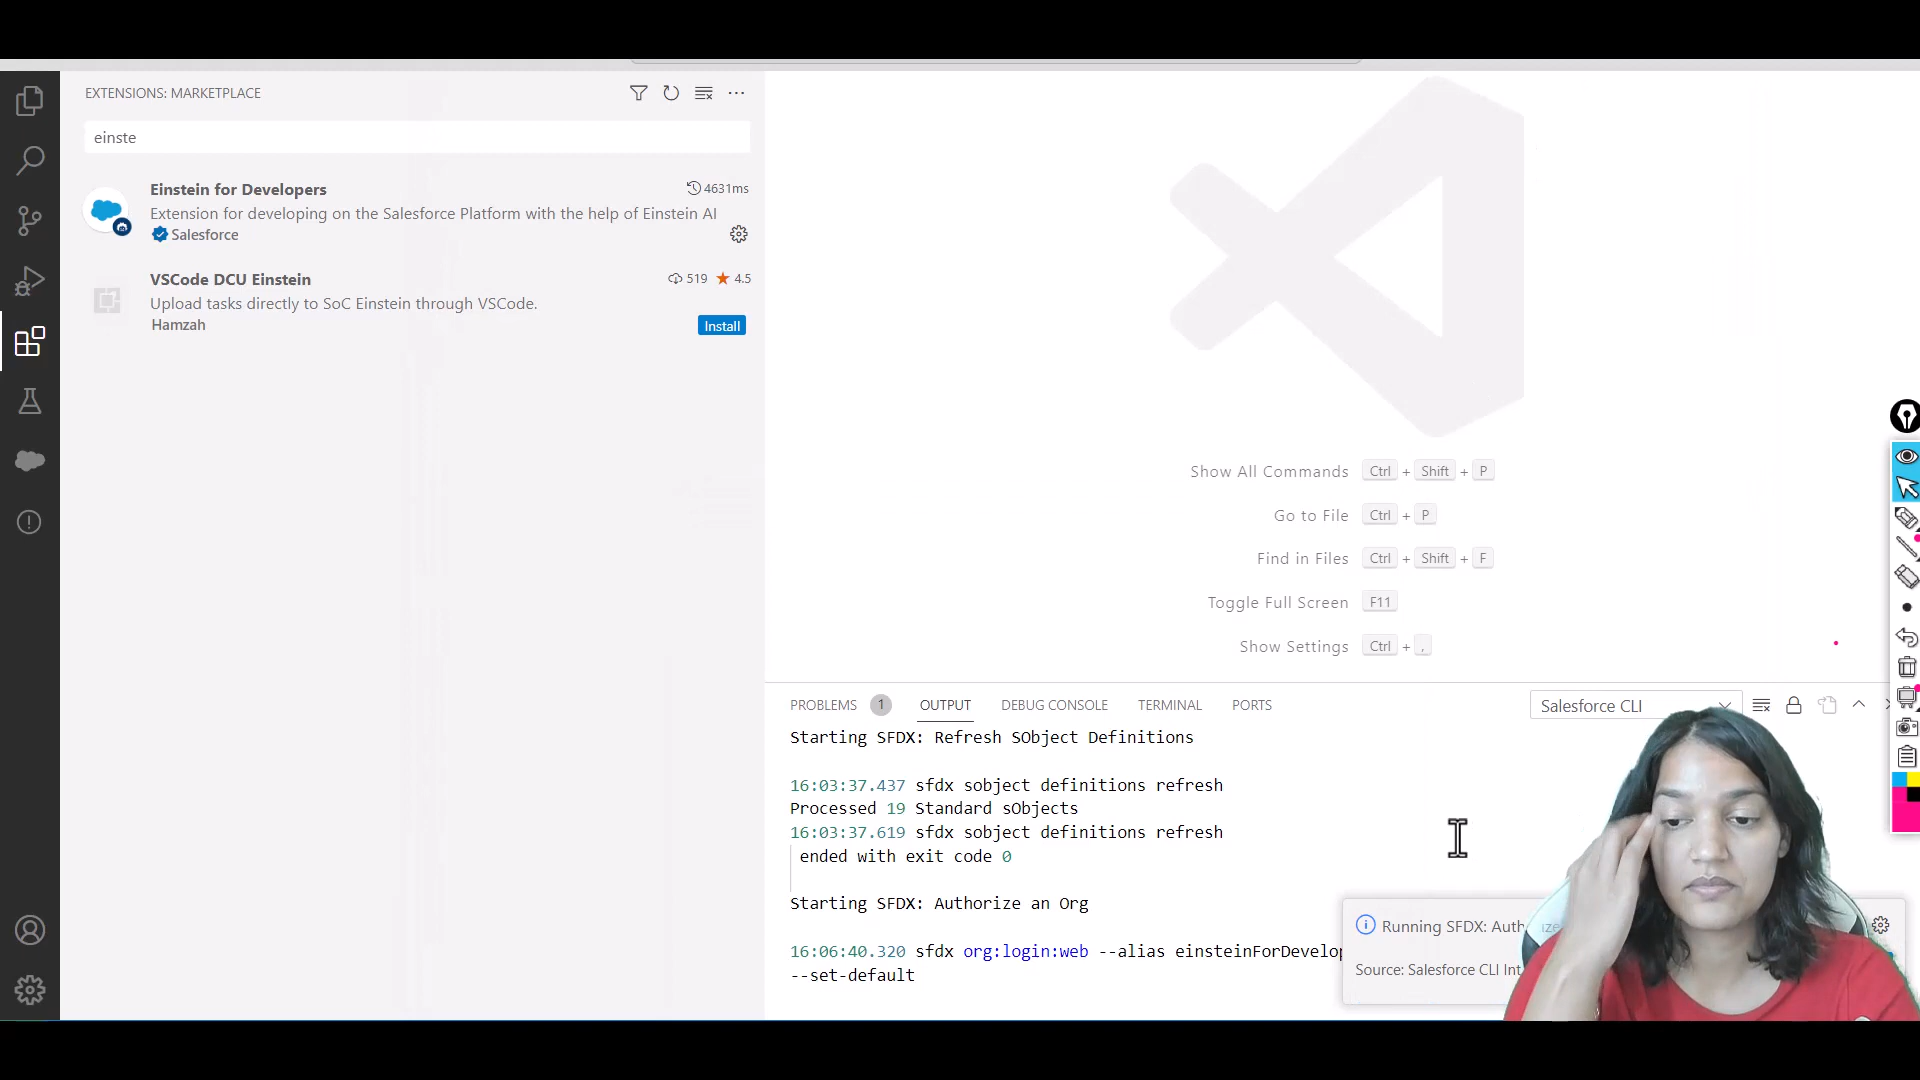 EXTENSIONS: MARKETPLACE
einste
Einstein for Developers
4631ms
Extension for developing on the Salesforce Platform with the help of Einstein AI
Salesforce
VSCode DCU Einstein
519
4.5
Upload tasks directly to SoC Einstein through VSCode.
Hamzah
Install
Show All Commands Ctrl + Shift + P
Go to File Ctrl + P
Find in Files Ctrl + Shift + F
Toggle Full Screen F11
Show Settings Ctrl + ,
PROBLEMS 1 OUTPUT DEBUG CONSOLE TERMINAL PORTS
Salesforce CLI
Starting SFDX: Refresh SObject Definitions
16:03:37.437 sfdx sobject definitions refresh
Processed 19 Standard sObjects
16:03:37.619 sfdx sobject definitions refresh
ended with exit code 0
Starting SFDX: Authorize an Org
16:06:40.320 sfdx org:login:web --alias einsteinForDevelop
--set-default
Running SFDX: Authorize
Source: Salesforce CLI Int